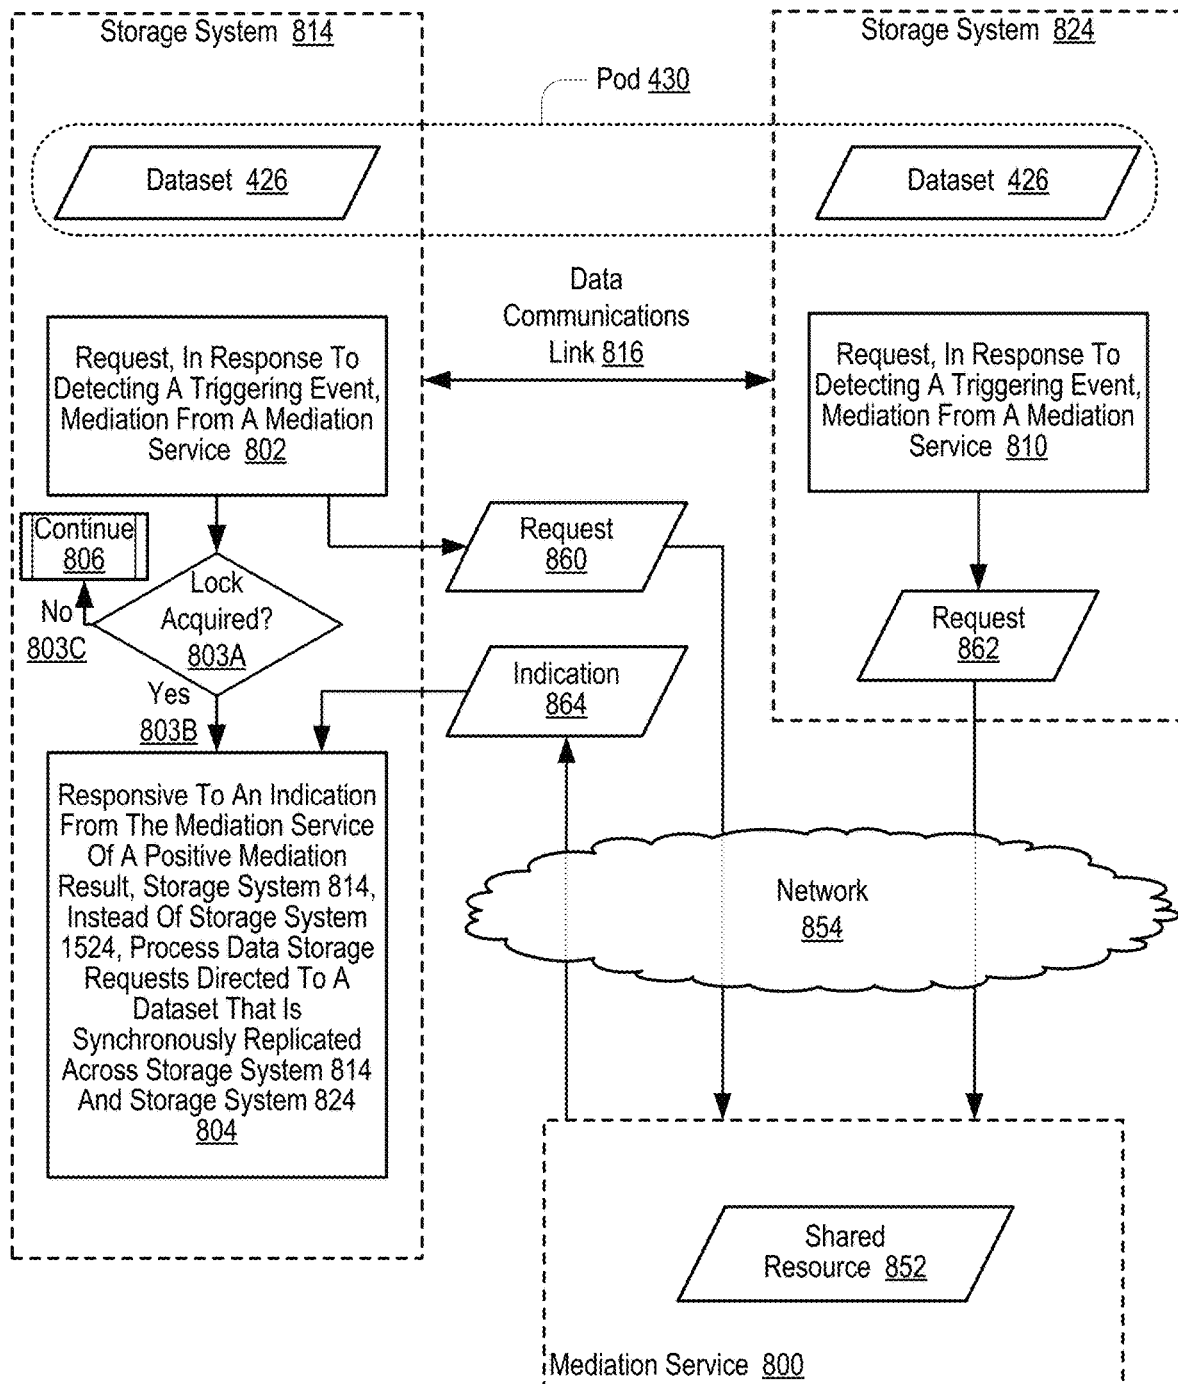 Storage System 814
Storage System 824
Pod 430
Dataset 426
Dataset 426
Data
Communications
Link 816
Request, In Response To
Detecting A Triggering Event,
Mediation From A Mediation
Service 802
Request, In Response To
Detecting A Triggering Event,
Mediation From A Mediation
Service 810
Continue
806
Request
860
Lock
Acquired?
803A
No
803C
Request
862
Indication
864
Yes
803B
Responsive To An Indication
From The Mediation Service
Of A Positive Mediation
Result, Storage System 814,
Instead Of Storage System
1524, Process Data Storage
Requests Directed To A
Dataset That Is
Synchronously Replicated
Across Storage System 814
And Storage System 824
804
Network
854
Shared
Resource 852
Mediation Service 800